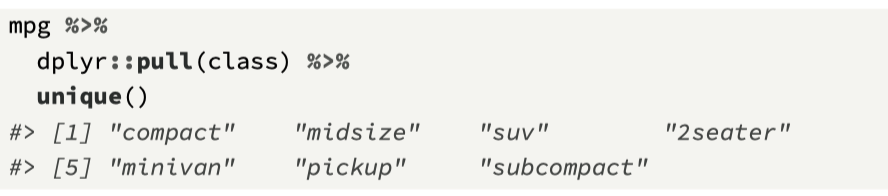 mpg %>%
  dplyr::pull(class) %>%
  unique()
#> [1] "compact"    "midsize"    "suv"        "2seater"
#> [5] "minivan"    "pickup"     "subcompact"